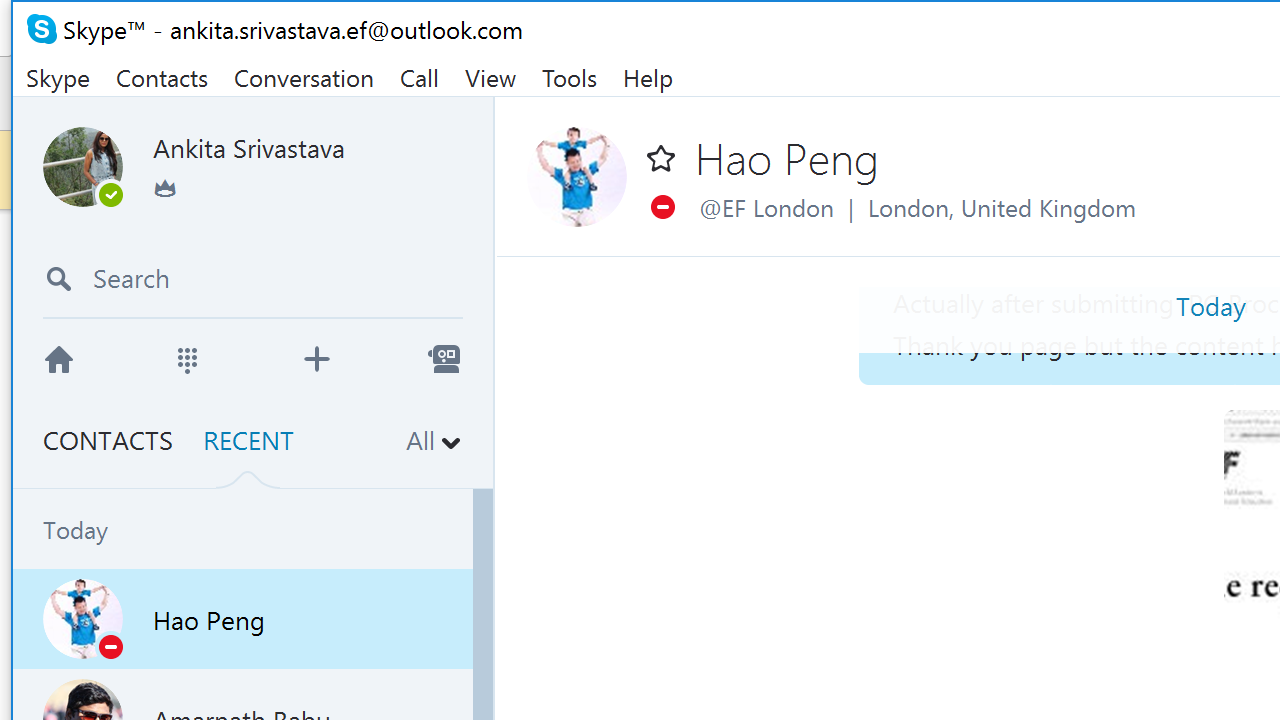 Skype™ - ankita.srivastava.ef@outlook.com
Skype Contacts Conversation Call View Tools Help
Ankita Srivastava
Search
CONTACTS RECENT All
Today
Hao Peng
Amarnath Babu
Hao Peng
@EF London | London, United Kingdom
Actually after submitting
Today
Thank you page but the content
e re